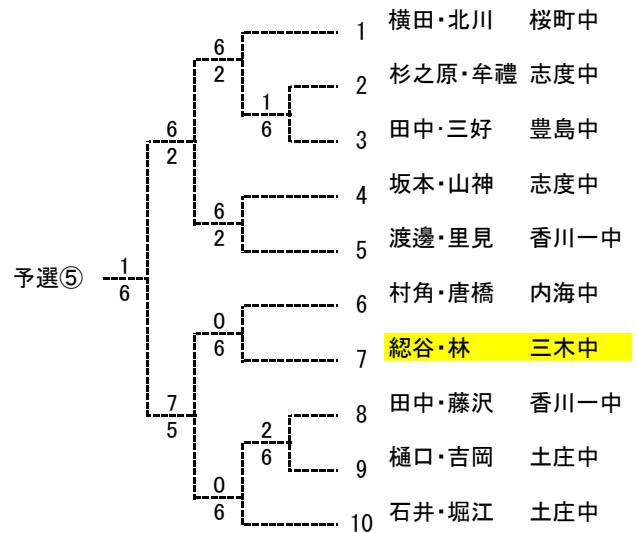 予選⑤
1 横田・北川 桜町中
2 杉之原・牟禮 志度中
3 田中・三好 豊島中
4 坂本・山神 志度中
5 渡邊・里見 香川一中
6 村角・唐橋 内海中
7 綛谷・林 三木中
8 田中・藤沢 香川一中
9 樋口・吉岡 土庄中
10 石井・堀江 土庄中
6
2
1
6
6
2
6
2
1
6
0
6
7
5
2
6
0
6